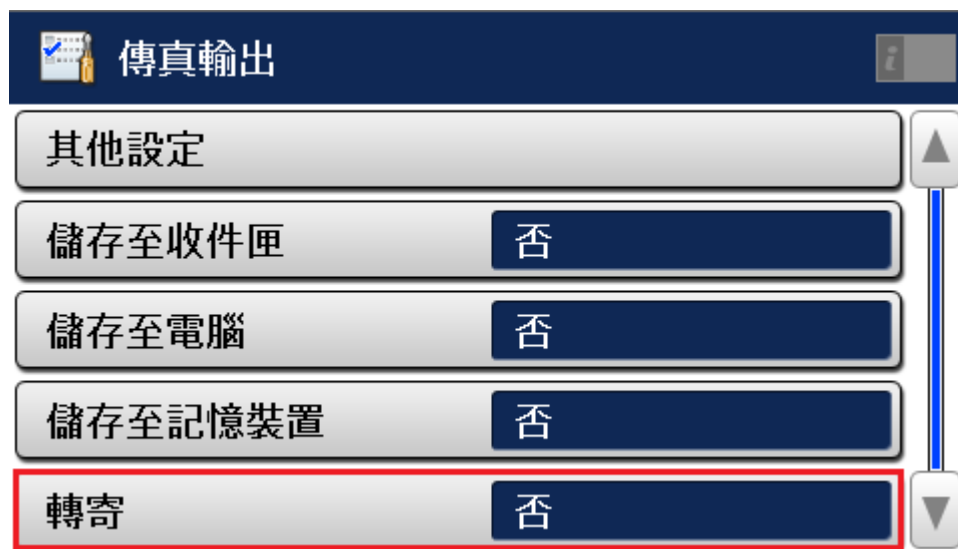 傳真輸出
i
其他設定
儲存至收件匣 否
儲存至電腦 否
儲存至記憶裝置 否
轉寄 否